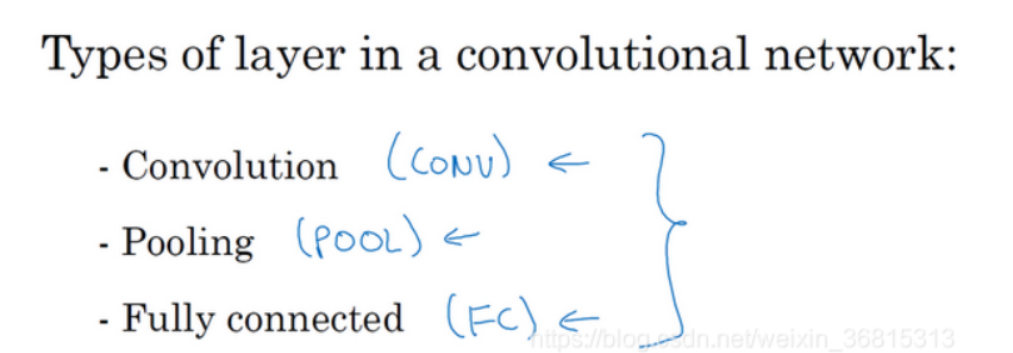 Types of layer in a convolutional network:
- Convolution (CONV) ←
- Pooling (POOL) ←
- Fully connected (FC) ←
https://blog.csdn.net/weixin_36815313